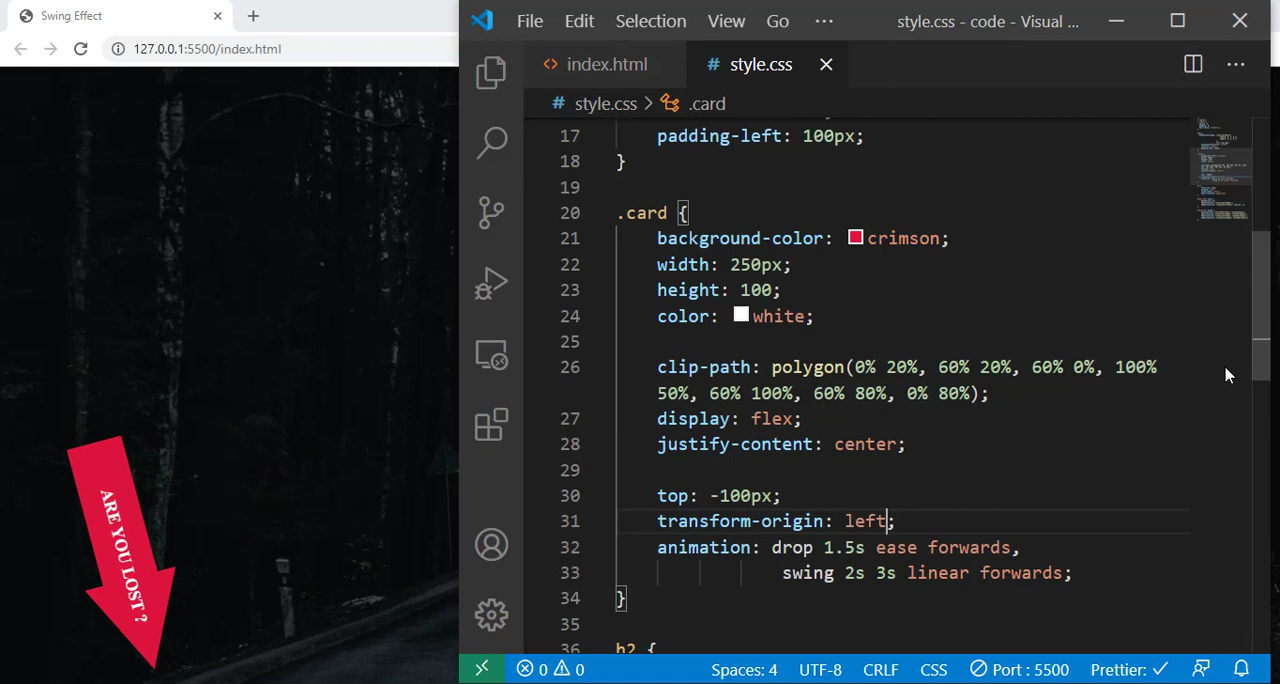 Swing Effect
127.0.0.1:5500/index.html
ARE YOU LOST ?
File Edit Selection View Go ··· style.css - code - Visual ...
index.html # style.css
# style.css > .card
17 padding-left: 100px;
18 }
19
20 .card {
21 background-color: crimson;
22 width: 250px;
23 height: 100;
24 color: white;
25
26 clip-path: polygon(0% 20%, 60% 20%, 60% 0%, 100%
50%, 60% 100%, 60% 80%, 0% 80%);
27 display: flex;
28 justify-content: center;
29
30 top: -100px;
31 transform-origin: left;
32 animation: drop 1.5s ease forwards,
33 swing 2s 3s linear forwards;
34 }
35
36 h2 {
0 0 Spaces: 4 UTF-8 CRLF CSS Port : 5500 Prettier: ✓